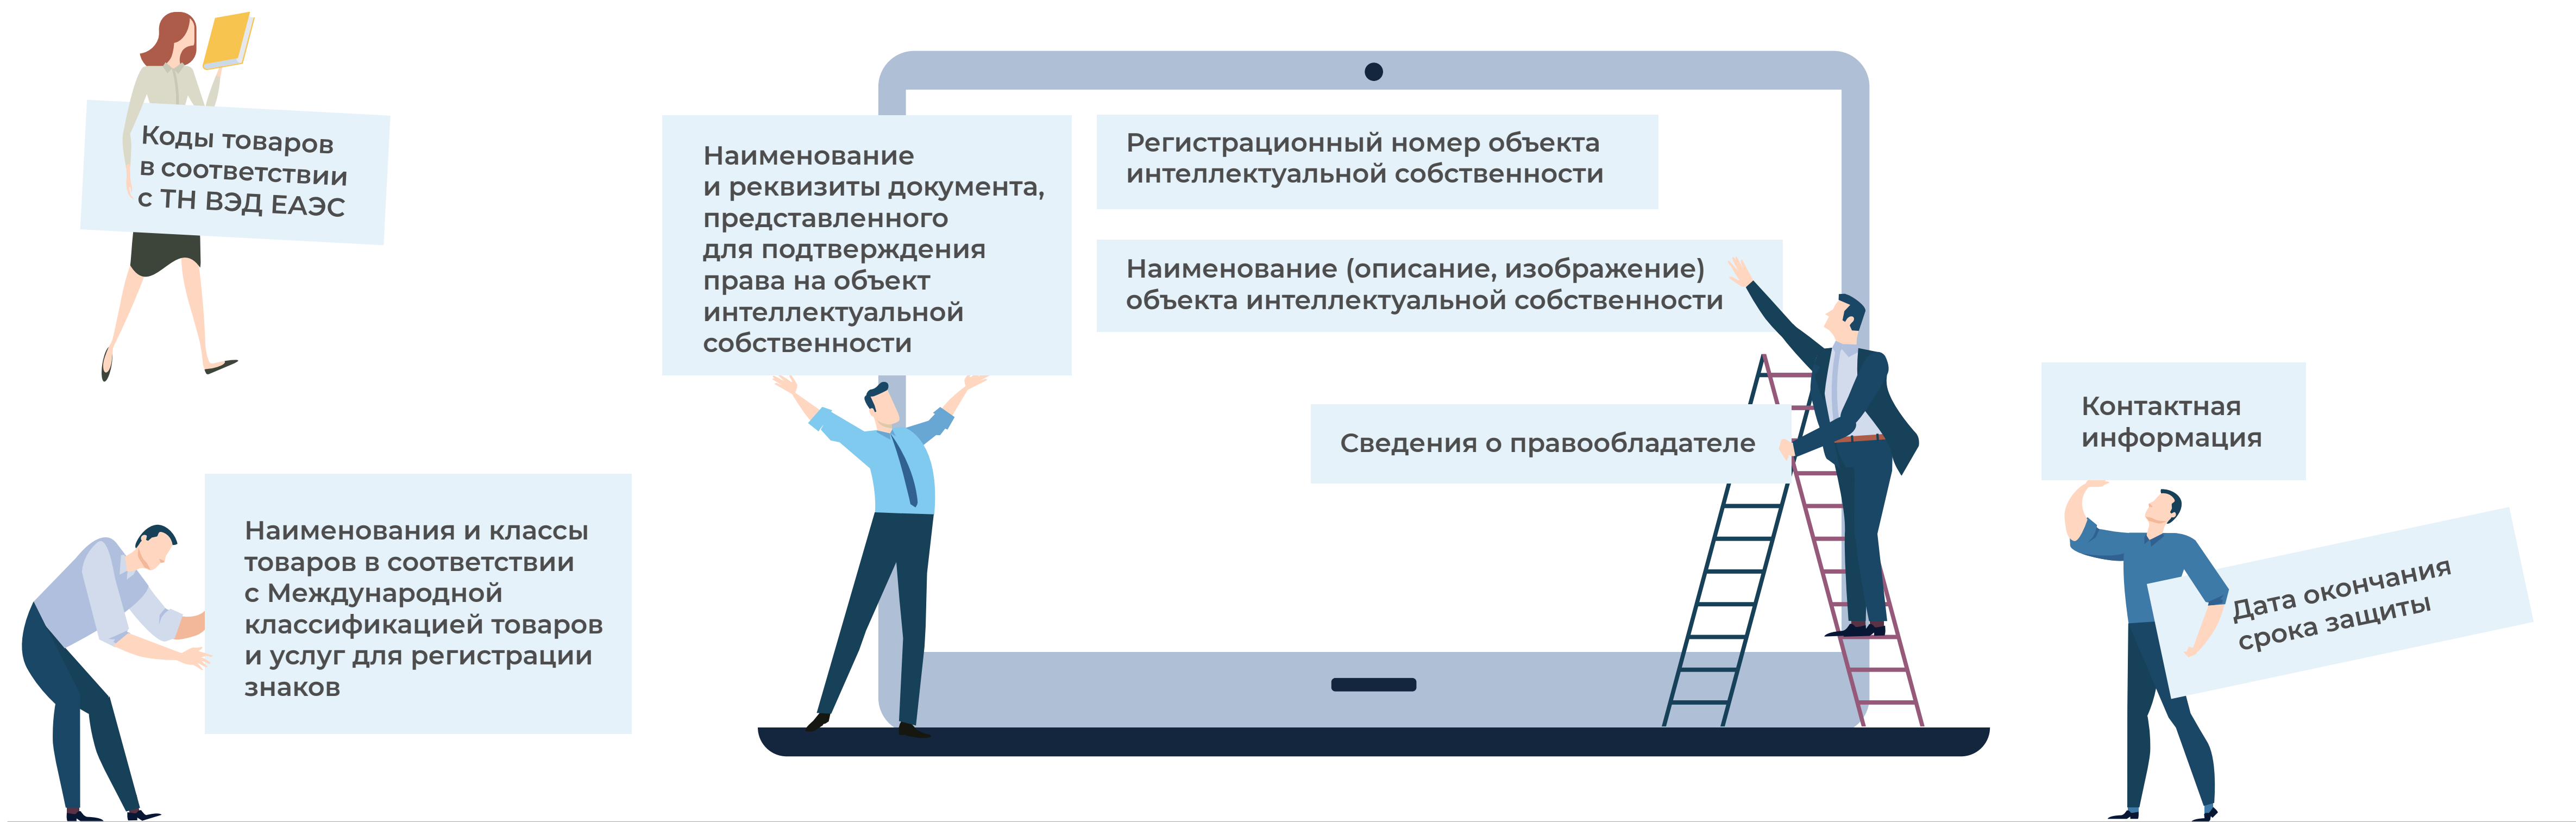 Коды товаров
в соответствии
с ТН ВЭД ЕАЭС
Наименования и классы
товаров в соответствии
с Международной
классификацией товаров
и услуг для регистрации
знаков
Наименование
и реквизиты документа,
представленного
для подтверждения
права на объект
интеллектуальной
собственности
Регистрационный номер объекта
интеллектуальной собственности
Наименование (описание, изображение)
объекта интеллектуальной собственности
Сведения о правообладателе
Контактная
информация
Дата окончания
срока защиты